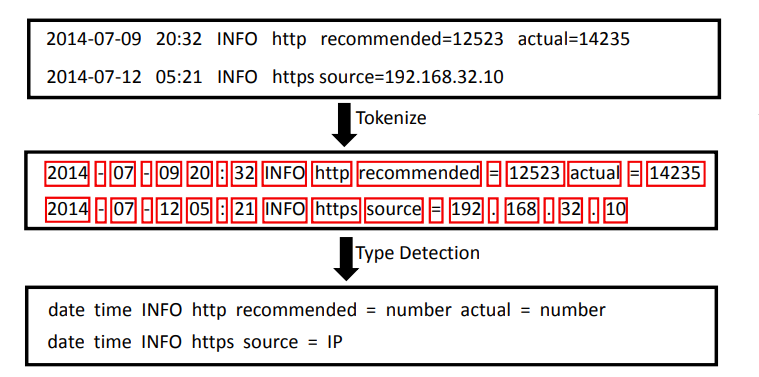 2014-07-09 20:32 INFO http recommended=12523 actual=14235
2014-07-12 05:21 INFO https source=192.168.32.10
Tokenize
2014 - 07 - 09 20 : 32 INFO http recommended = 12523 actual = 14235
2014 - 07 - 12 05 : 21 INFO https source = 192 . 168 . 32 . 10
Type Detection
date time INFO http recommended = number actual = number
date time INFO https source = IP